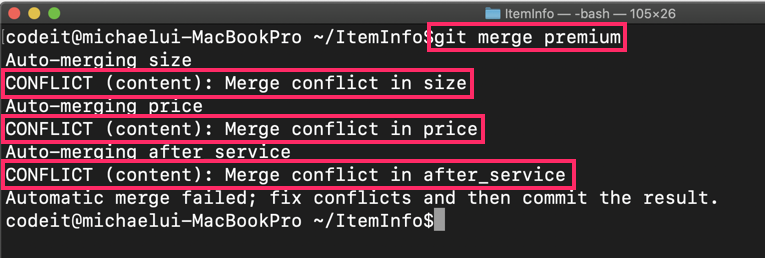 ItemInfo — -bash — 105×26
codeit@michaelui-MacBookPro ~/ItemInfo$git merge premium
Auto-merging size
CONFLICT (content): Merge conflict in size
Auto-merging price
CONFLICT (content): Merge conflict in price
Auto-merging after_service
CONFLICT (content): Merge conflict in after_service
Automatic merge failed; fix conflicts and then commit the result.
codeit@michaelui-MacBookPro ~/ItemInfo$